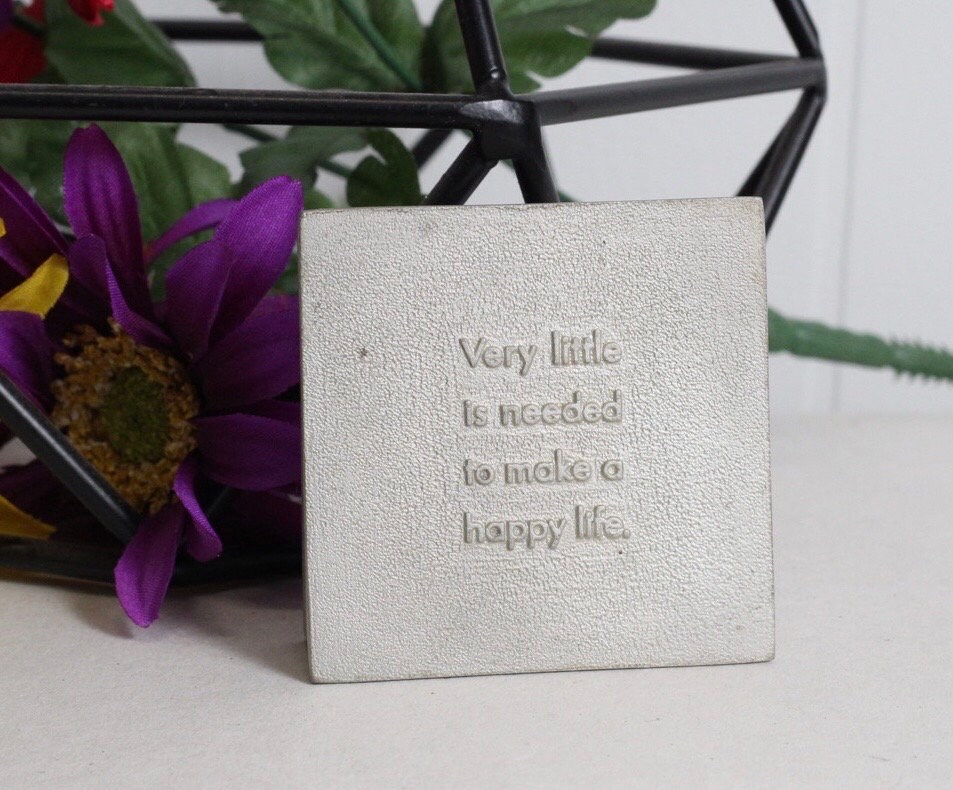 Very little
is needed
to make a
happy life.